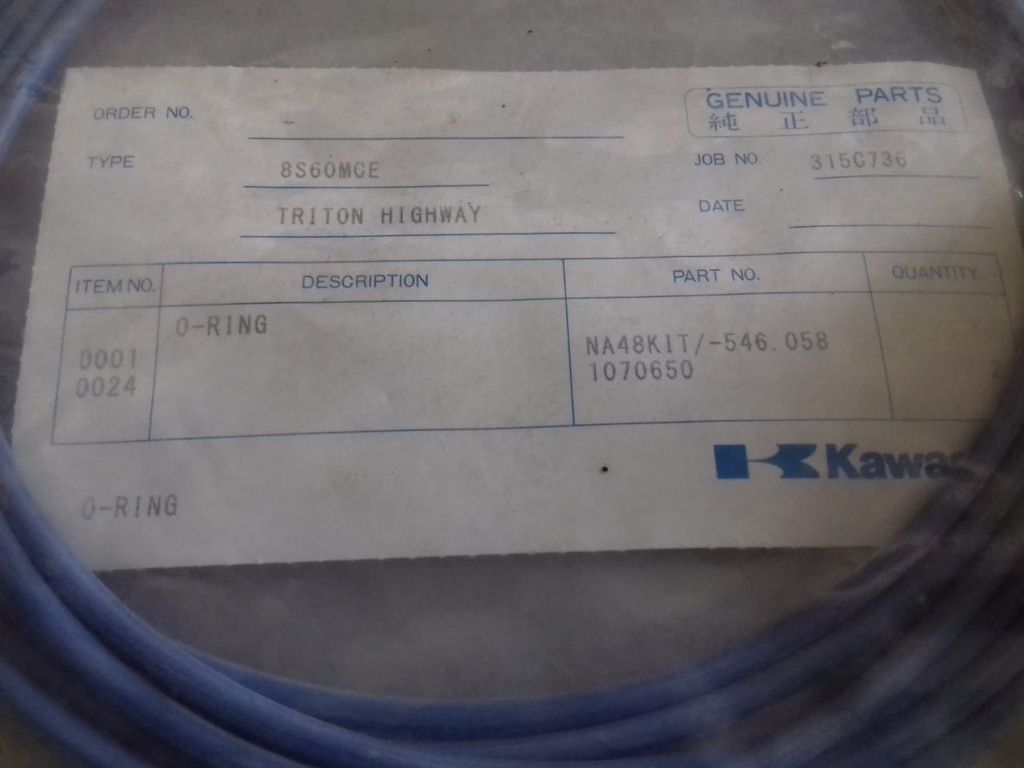 ORDER NO. -
GENUINE PARTS
純正部品
TYPE 8S60MCE
JOB NO. 315C736
TRITON HIGHWAY
DATE
ITEM NO. DESCRIPTION PART NO. QUANTITY
O-RING
0001 NA48KIT/-546.058
0024 1070650 2
Kawas
O-RING